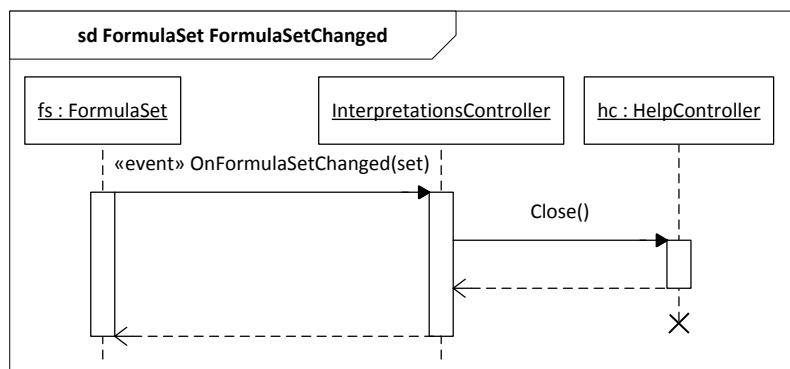 sd FormulaSet FormulaSetChanged
fs : FormulaSet
InterpretationsController
hc : HelpController
«event» OnFormulaSetChanged(set)
Close()